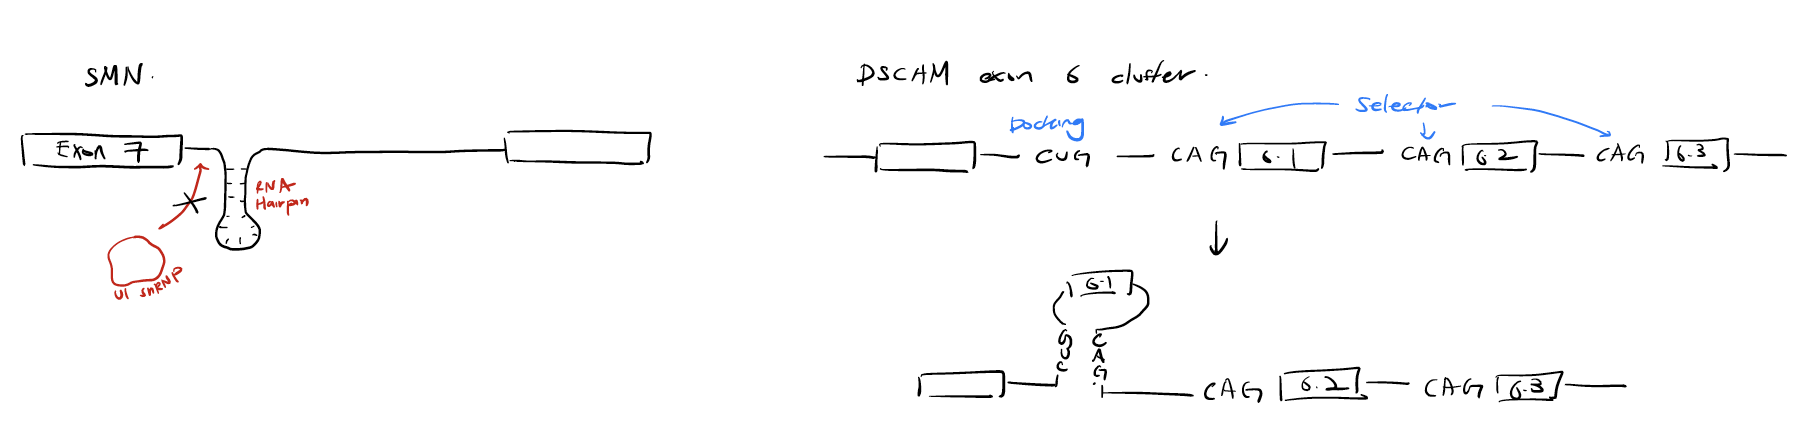 SMN.
Exon 7
RNA
Hairpin
U1 snRNP
DSCAM exon 6 cluster.
Selector
Docking
CUG CAG 6.1 CAG 6.2 CAG 6.3
6.1
GUC CAG
CAG 6.2 CAG 6.3